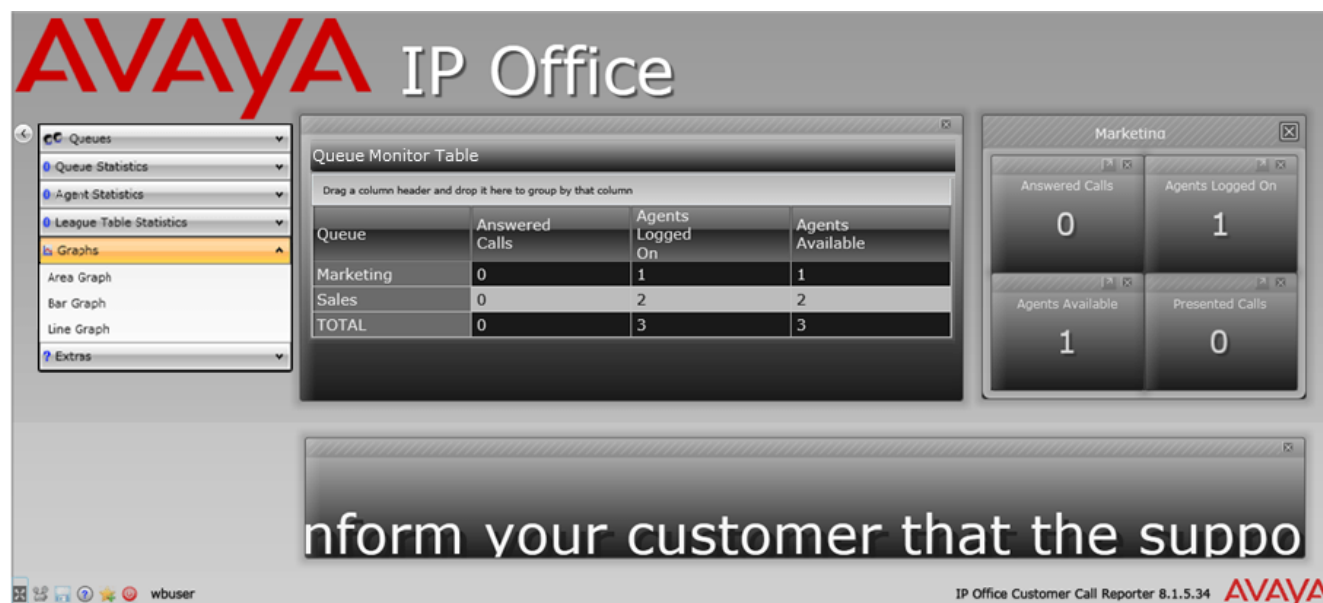 AVAYA IP Office
Queues
Queue Statistics
Agent Statistics
League Table Statistics
Graphs
Area Graph
Bar Graph
Line Graph
Extras
Queue Monitor Table
Drag a column header and drop it here to group by that column
Queue Answered Calls Agents Logged On Agents Available
Marketing 0 1 1
Sales 0 2 2
TOTAL 0 3 3
Marketing
Answered Calls Agents Logged On
0 1
Agents Available Presented Calls
1 0
nform your customer that the suppo
wbuser
IP Office Customer Call Reporter 8.1.5.34 AVAYA